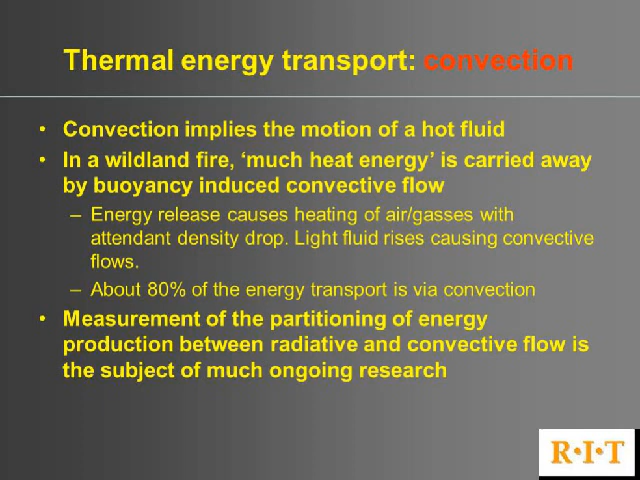 Thermal energy transport: convection
• Convection implies the motion of a hot fluid
• In a wildland fire, ‘much heat energy’ is carried away
by buoyancy induced convective flow
– Energy release causes heating of air/gasses with
attendant density drop. Light fluid rises causing convective
flows.
– About 80% of the energy transport is via convection
• Measurement of the partitioning of energy
production between radiative and convective flow is
the subject of much ongoing research
R·I·T